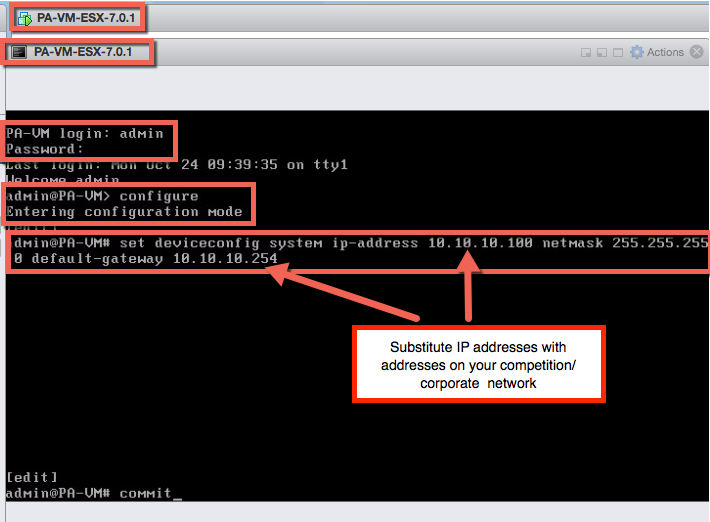 PA-VM-ESX-7.0.1
PA-VM-ESX-7.0.1
Actions
PA-VM login: admin
Password:
Last login: Mon Oct 24 09:39:35 on tty1
Welcome admin
admin@PA-VM> configure
Entering configuration mode
[edit]
admin@PA-VM# set deviceconfig system ip-address 10.10.10.100 netmask 255.255.255
0 default-gateway 10.10.10.254
Substitute IP addresses with
addresses on your competition/
corporate network
[edit]
admin@PA-VM# commit_